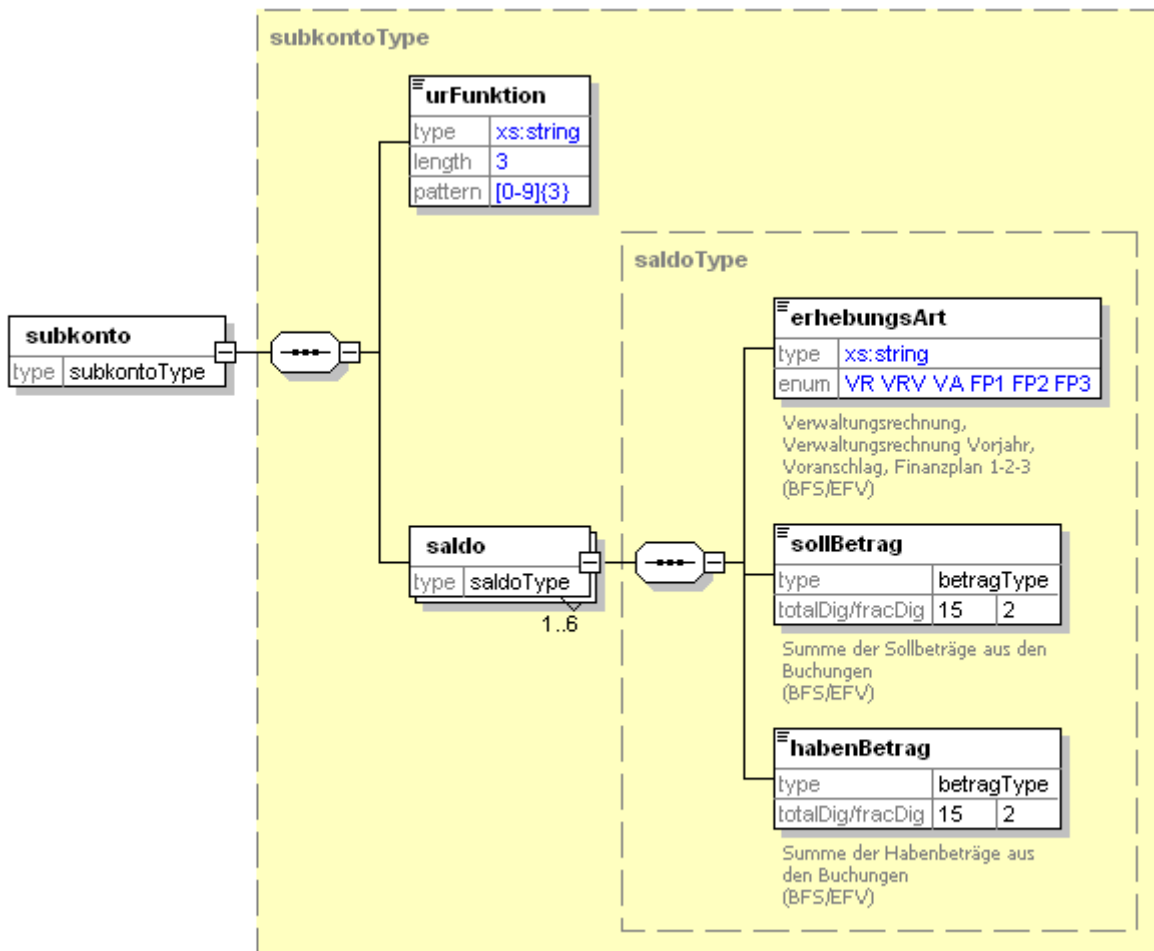 subkontoType
urFunktion
type xs:string
length 3
pattern [0-9]{3}
saldoType
erhebungsArt
type xs:string
enum VR VRV VA FP1 FP2 FP3
Verwaltungsrechnung,
Verwaltungsrechnung Vorjahr,
Voranschlag, Finanzplan 1-2-3
(BFS/EFV)
subkonto
type subkontoType
saldo
type saldoType
1..6
sollBetrag
type betragType
totalDig/fracDig 15 2
Summe der Sollbeträge aus den
Buchungen
(BFS/EFV)
habenBetrag
type betragType
totalDig/fracDig 15 2
Summe der Habenbeträge aus
den Buchungen
(BFS/EFV)